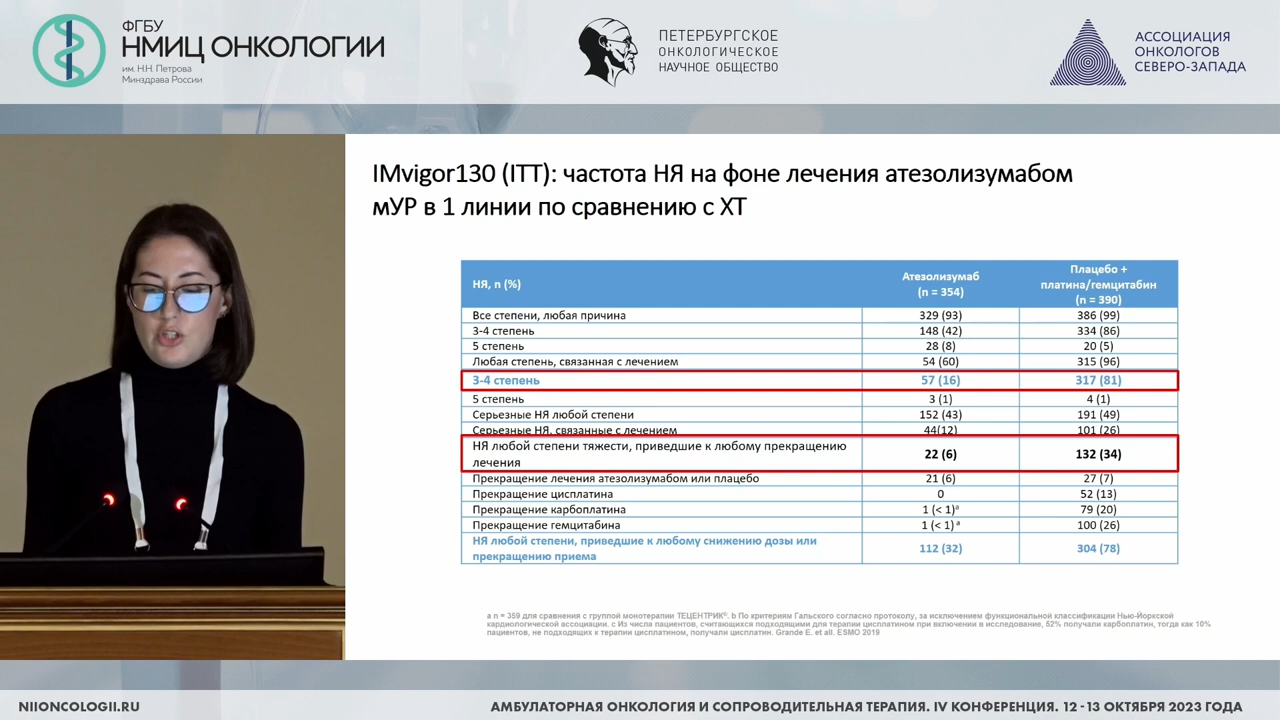 ФГБУ
НМИЦ ОНКОЛОГИИ
им. Н.Н. Петрова
Минздрава России
ПЕТЕРБУРГСКОЕ
ОНКОЛОГИЧЕСКОЕ
НАУЧНОЕ ОБЩЕСТВО
АССОЦИАЦИЯ
ОНКОЛОГОВ
СЕВЕРО-ЗАПАДА
IMvigor130 (ITT): частота НЯ на фоне лечения атезолизумабом
мУР в 1 линии по сравнению с ХТ
НЯ, n (%) Атезолизумаб (n = 354) Плацебо + платина/гемцитабин (n = 390)
Все степени, любая причина 329 (93) 386 (99)
3-4 степень 148 (42) 334 (86)
5 степень 28 (8) 20 (5)
Любая степень, связанная с лечением 54 (60) 315 (96)
3-4 степень 57 (16) 317 (81)
5 степень 3 (1) 4 (1)
Серьезные НЯ любой степени 152 (43) 191 (49)
Серьезные НЯ, связанные с лечением 44(12) 101 (26)
НЯ любой степени тяжести, приведшие к любому прекращению
лечения 22 (6) 132 (34)
Прекращение лечения атезолизумабом или плацебо 21 (6) 27 (7)
Прекращение цисплатина 0 52 (13)
Прекращение карбоплатина 1 (< 1)ᵃ 79 (20)
Прекращение гемцитабина 1 (< 1) ᵃ 100 (26)
НЯ любой степени, приведшие к любому снижению дозы или
прекращению приема 112 (32) 304 (78)
a n = 359 для сравнения с группой монотерапии ТЕЦЕНТРИК®. b По критериям Гальского согласно протоколу, за исключением функциональной классификации Нью-Йоркской
кардиологической ассоциации. c Из числа пациентов, считающихся подходящими для терапии цисплатином при включении в исследование, 52% получали карбоплатин, тогда как 10%
пациентов, не подходящих к терапии цисплатином, получали цисплатин. Grande E. et all. ESMO 2019
NIIONCOLOGII.RU
АМБУЛАТОРНАЯ ОНКОЛОГИЯ И СОПРОВОДИТЕЛЬНАЯ ТЕРАПИЯ. IV КОНФЕРЕНЦИЯ. 12 - 13 ОКТЯБРЯ 2023 ГОДА